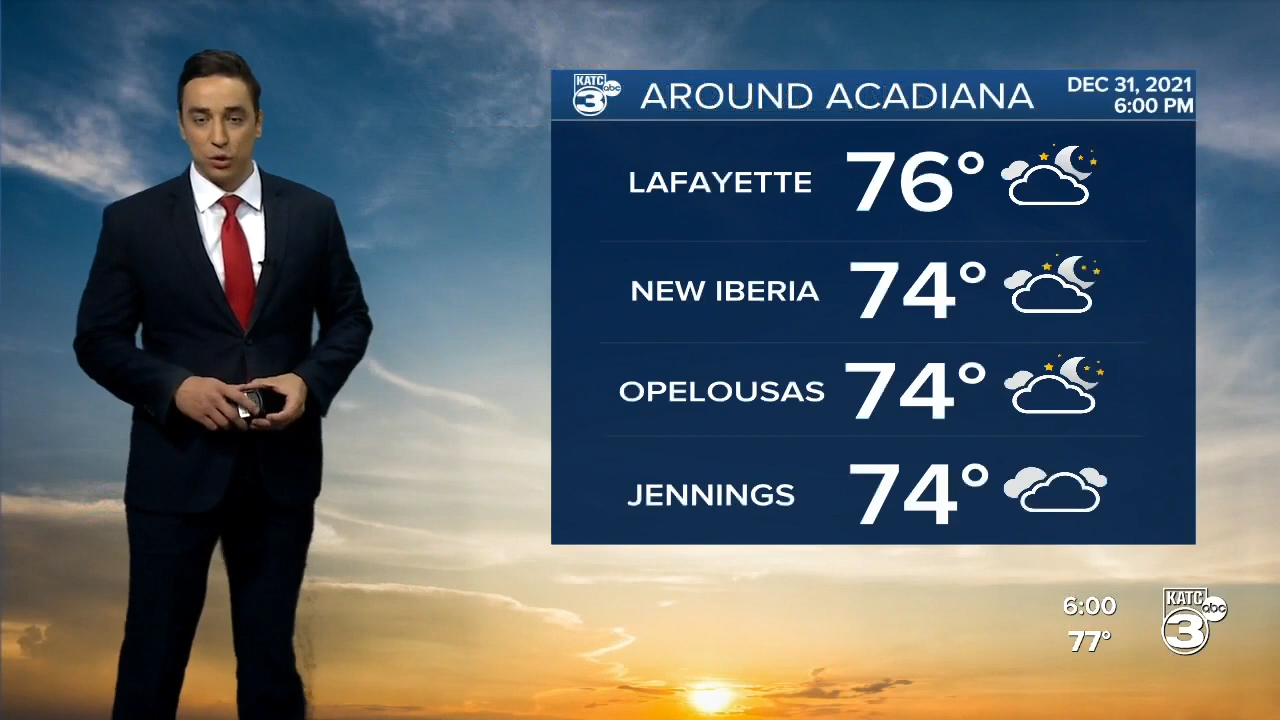 KATC
abc
3
AROUND ACADIANA
DEC 31, 2021
6:00 PM
LAFAYETTE 76°
NEW IBERIA 74°
OPELOUSAS 74°
JENNINGS 74°
6:00
77°
KATC
abc
3